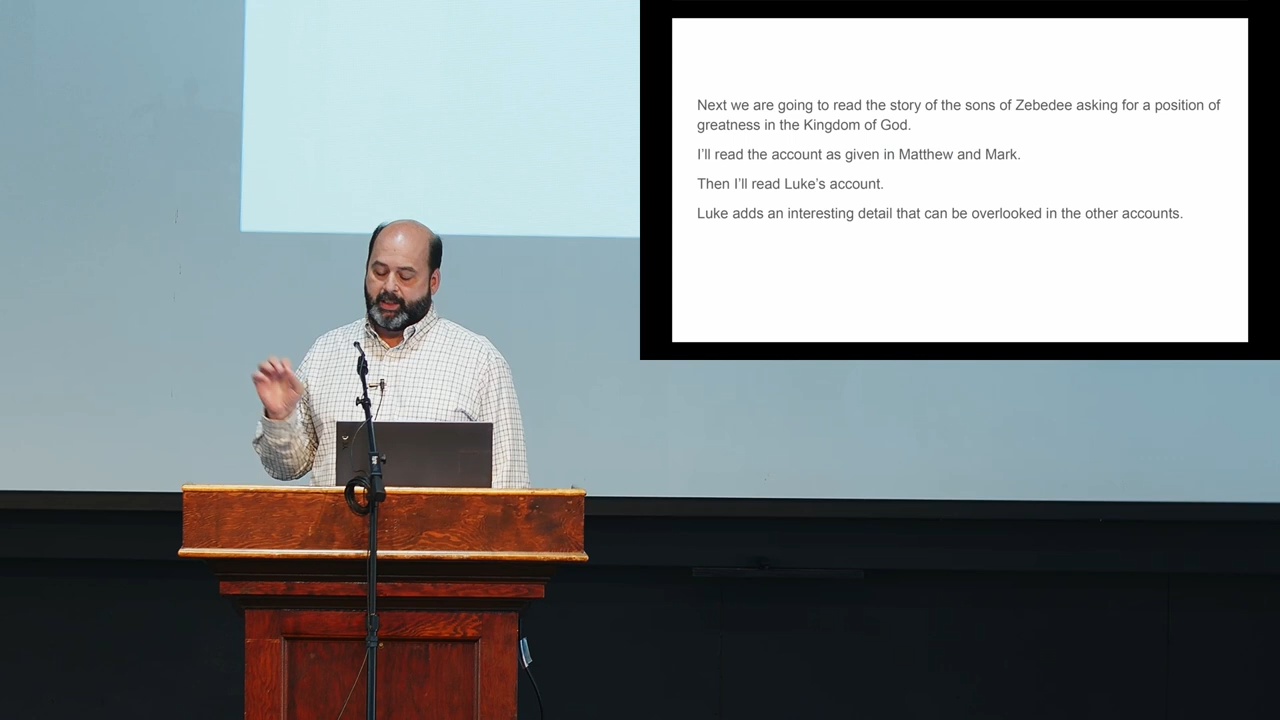 Next we are going to read the story of the sons of Zebedee asking for a position of
greatness in the Kingdom of God.
I'll read the account as given in Matthew and Mark.
Then I'll read Luke's account.
Luke adds an interesting detail that can be overlooked in the other accounts.